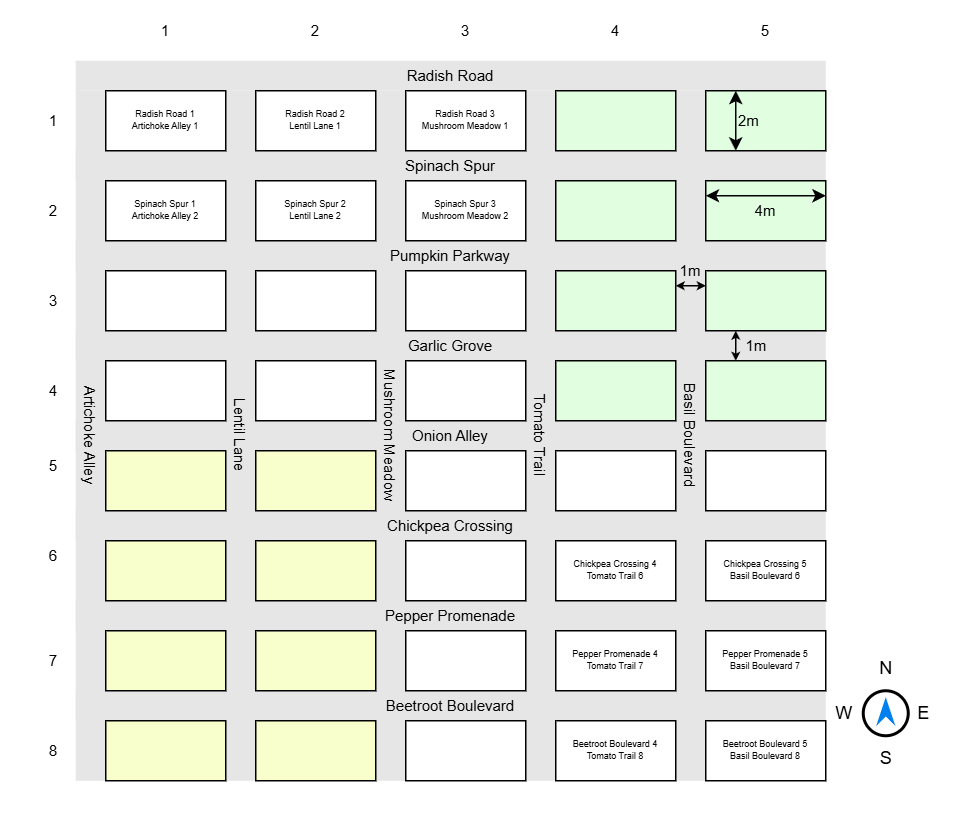 1 2 3 4 5
Radish Road
1
Radish Road 1
Artichoke Alley 1
Radish Road 2
Lentil Lane 1
Radish Road 3
Mushroom Meadow 1
2m
Spinach Spur
2
Spinach Spur 1
Artichoke Alley 2
Spinach Spur 2
Lentil Lane 2
Spinach Spur 3
Mushroom Meadow 2
4m
Pumpkin Parkway
1m
3
Garlic Grove
1m
4
Artichoke Alley
Lentil Lane
Mushroom Meadow
Tomato Trail
Basil Boulevard
Onion Alley
5
Chickpea Crossing
6
Chickpea Crossing 4
Tomato Trail 6
Chickpea Crossing 5
Basil Boulevard 6
Pepper Promenade
7
Pepper Promenade 4
Tomato Trail 7
Pepper Promenade 5
Basil Boulevard 7
Beetroot Boulevard
8
Beetroot Boulevard 4
Tomato Trail 8
Beetroot Boulevard 5
Basil Boulevard 8
N
W E
S